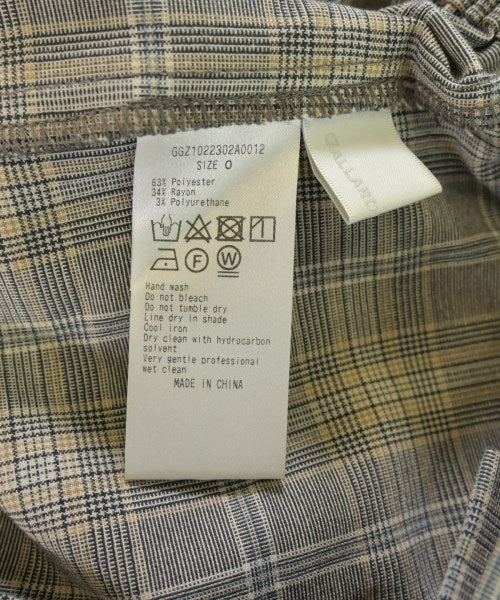 GGZ1022302A0012
SIZE 0
63% Polyester
34% Rayon
3% Polyurethane
F
W
Hand wash
Do not bleach
Do not tumble dry
Line dry in shade
Cool iron
Dry clean with hydrocarbon
solvent
Very gentle professional
wet clean
MADE IN CHINA
GALLARD